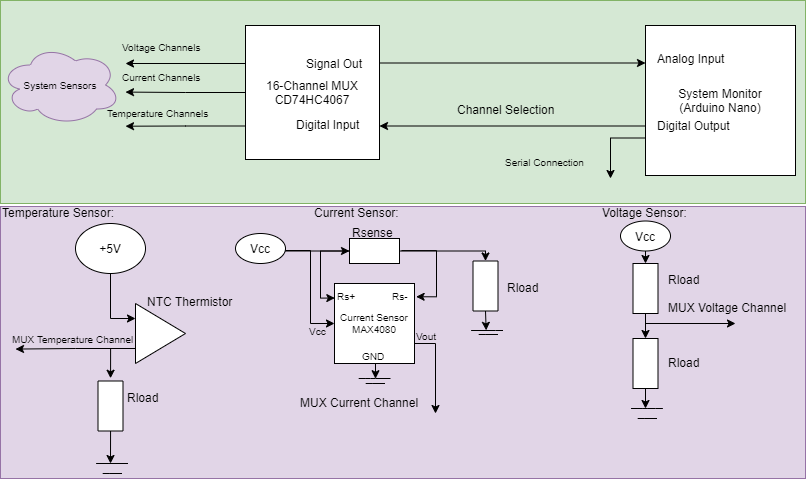 Voltage Channels
Current Channels
System Sensors
Temperature Channels
Signal Out
16-Channel MUX
CD74HC4067
Digital Input
Channel Selection
Analog Input
System Monitor
(Arduino Nano)
Digital Output
Serial Connection
Temperature Sensor:
+5V
NTC Thermistor
MUX Temperature Channel
Rload
Current Sensor:
Rsense
Vcc
Rs+
Rs-
Current Sensor
MAX4080
Vcc
Vout
GND
Rload
MUX Current Channel
Voltage Sensor:
Vcc
Rload
MUX Voltage Channel
Rload